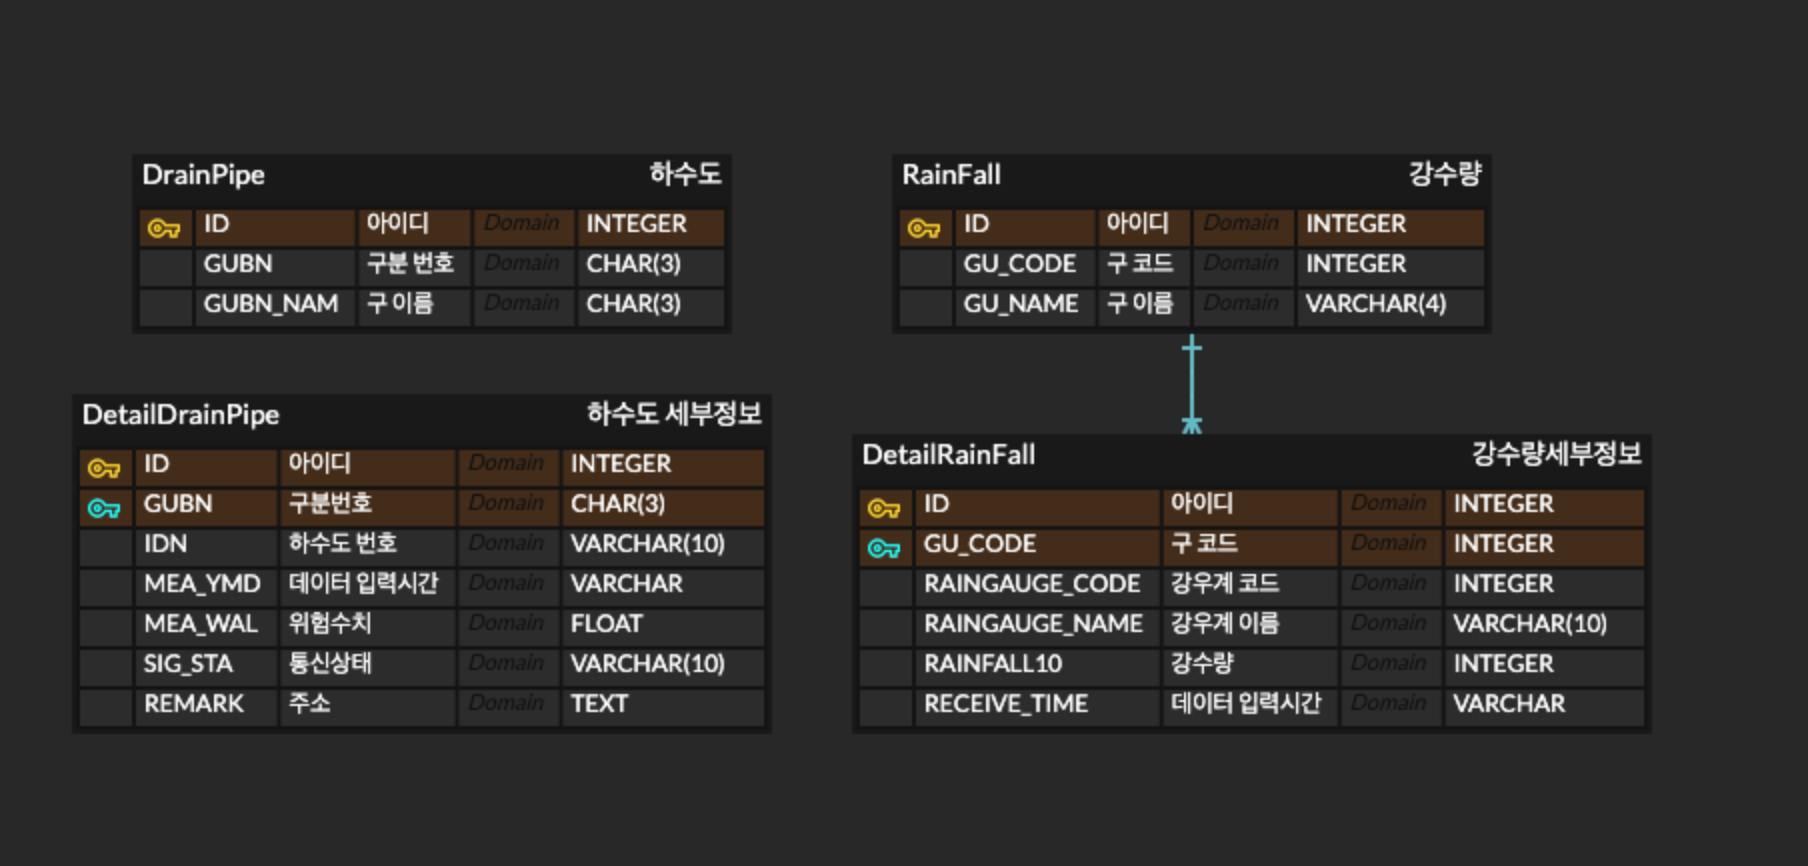 DrainPipe 하수도
ID 아이디 Domain INTEGER
GUBN 구분 번호 Domain CHAR(3)
GUBN_NAM 구 이름 Domain CHAR(3)
RainFall 강수량
ID 아이디 Domain INTEGER
GU_CODE 구 코드 Domain INTEGER
GU_NAME 구 이름 Domain VARCHAR(4)
DetailDrainPipe 하수도 세부정보
ID 아이디 Domain INTEGER
GUBN 구분번호 Domain CHAR(3)
IDN 하수도 번호 Domain VARCHAR(10)
MEA_YMD 데이터 입력시간 Domain VARCHAR
MEA_WAL 위험수치 Domain FLOAT
SIG_STA 통신상태 Domain VARCHAR(10)
REMARK 주소 Domain TEXT
DetailRainFall 강수량세부정보
ID 아이디 Domain INTEGER
GU_CODE 구 코드 Domain INTEGER
RAINGAUGE_CODE 강우계 코드 Domain INTEGER
RAINGAUGE_NAME 강우계 이름 Domain VARCHAR(10)
RAINFALL10 강수량 Domain INTEGER
RECEIVE_TIME 데이터 입력시간 Domain VARCHAR